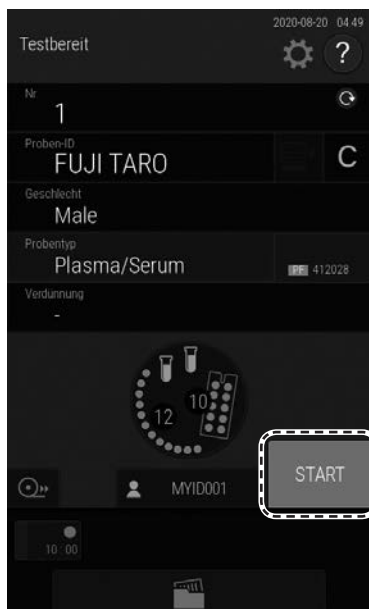 2020-08-20 04:49
Testbereit
?
Nr
1
Proben-ID
FUJI TARO
C
Geschlecht
Male
Probentyp
Plasma/Serum
PF 412028
Verdünnung
-
12
10
START
MYID001
10 00